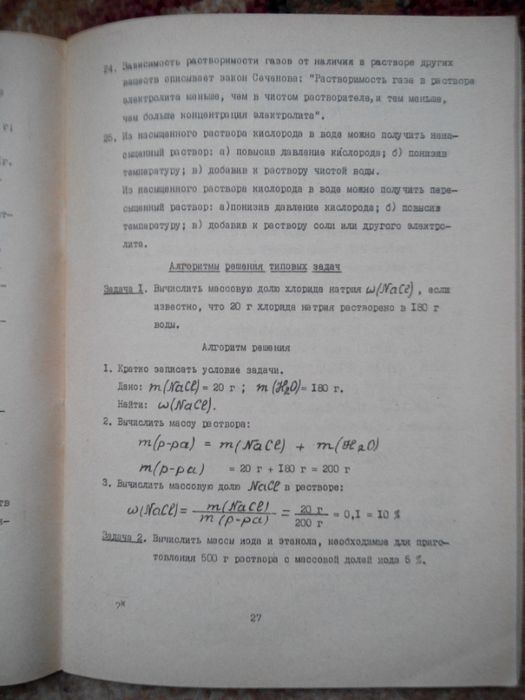 24. Зависимость растворимости газов от наличия в растворе других
веществ описывает закон Сеченова: "Растворимость газа в растворе
электролита меньше, чем в чистом растворителе, и тем меньше,
чем больше концентрация электролита".
25. Из насыщенного раствора кислорода в воде можно получить нена-
сыщенный раствор: а) повысив давление кислорода; б) понизив
температуру; в) добавив к раствору чистой воды.
Из насыщенного раствора кислорода в воде можно получить пере-
сыщенный раствор: а)понизив давление кислорода; б) повысив
температуру; в) добавив к раствору соли или другого электро-
лита.
Алгоритмы решения типовых задач
Задача I. Вычислить массовую долю хлорида натрия ω(NaCl), если
известно, что 20 г хлорида натрия растворено в I80 г
воды.
Алгоритм решения
1. Кратко записать условие задачи.
Дано: m(NaCl) = 20 г ; m(H₂O) = I80 г.
Найти: ω(NaCl).
2. Вычислить массу раствора:
m(р-ра) = m(NaCl) + m(H₂O)
m(р-ра) = 20 г + I80 г = 200 г
3. Вычислить массовую долю NaCl в растворе:
ω(NaCl) = m(NaCl) / m(р-ра) = 20 г / 200 г = 0,I = I0 %
Задача 2. Вычислить массы иода и этанола, необходимые для приго-
товления 500 г раствора с массовой долей иода 5 %.
27